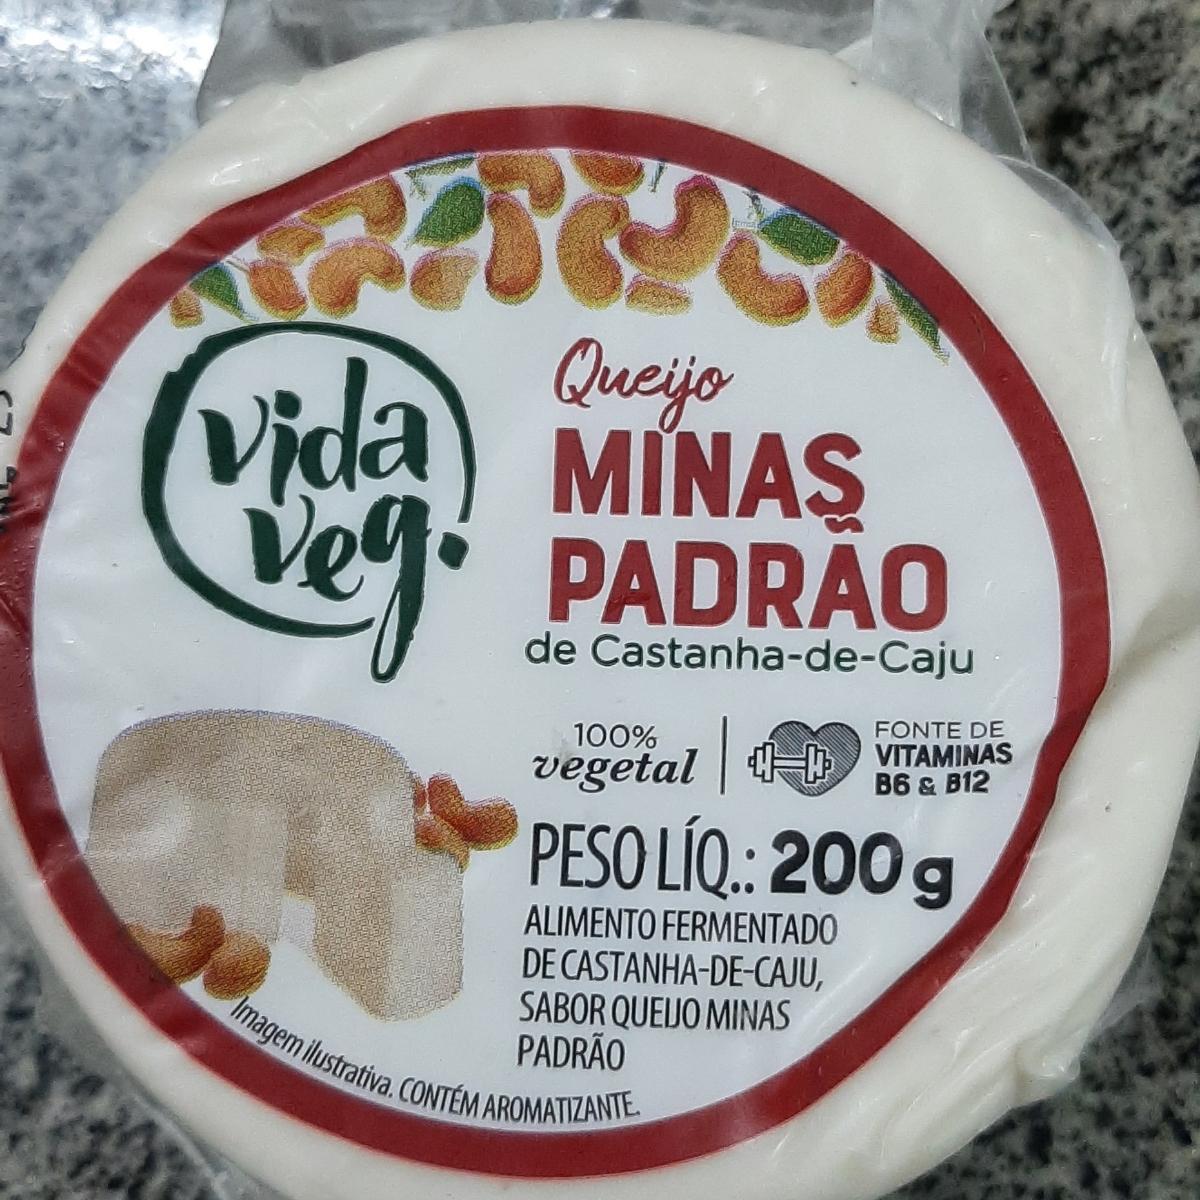 vida
veg.
Queijo
MINAS
PADRÃO
de Castanha-de-Caju
100%
vegetal
FONTE DE
VITAMINAS
B6 & B12
PESO LÍQ.: 200g
ALIMENTO FERMENTADO
DE CASTANHA-DE-CAJU,
SABOR QUEIJO MINAS
PADRÃO
Imagem ilustrativa. CONTÉM AROMATIZANTE.